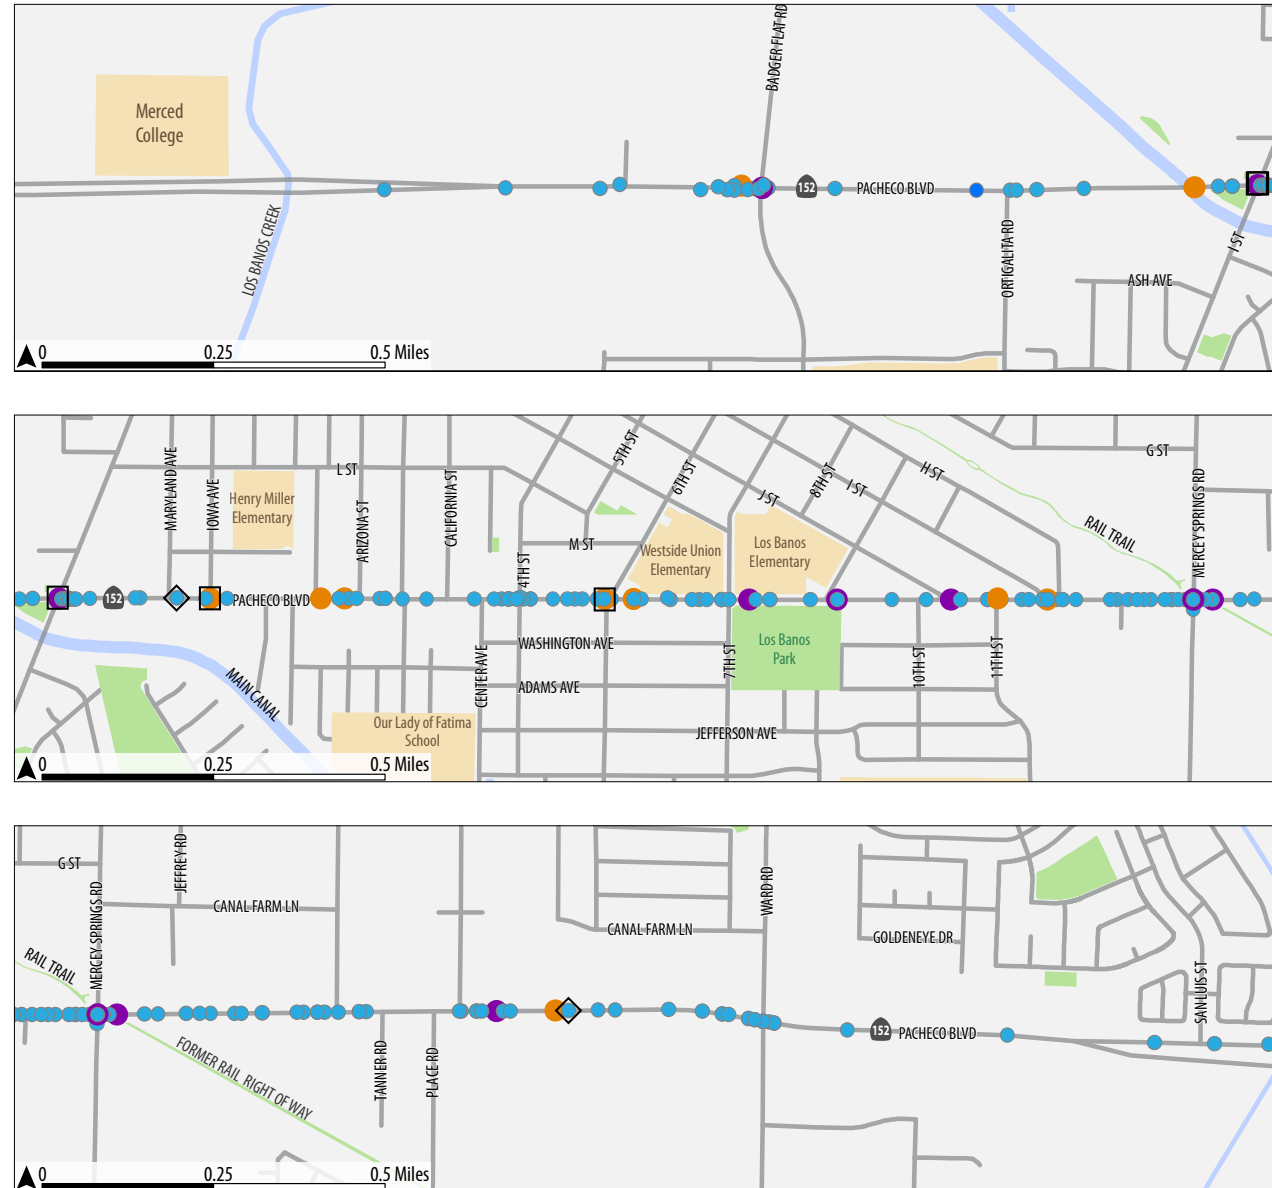 BADGER FLAT RD
Merced
College
152
PACHECO BLVD
LOS BANOS CREEK
ORTIGALITA RD
I ST
ASH AVE
0
0.25
0.5 Miles
MARYLAND AVE
IOWA AVE
L ST
Henry Miller
Elementary
ARIZONA ST
CALIFORNIA ST
5TH ST
6TH ST
J ST
8TH ST
I ST
H ST
G ST
MERCEY SPRINGS RD
RAIL TRAIL
M ST
4TH ST
Westside Union
Elementary
Los Banos
Elementary
152
PACHECO BLVD
WASHINGTON AVE
Los Banos
Park
7TH ST
10TH ST
11TH ST
CENTER AVE
ADAMS AVE
MAIN CANAL
Our Lady of Fatima
School
JEFFERSON AVE
0
0.25
0.5 Miles
G ST
JEFFREY RD
MERCEY SPRINGS RD
CANAL FARM LN
WARD RD
CANAL FARM LN
GOLDENEYE DR
RAIL TRAIL
SAN LUIS ST
152
PACHECO BLVD
FORMER RAIL RIGHT OF WAY
TANNER RD
PLACE RD
0
0.25
0.5 Miles